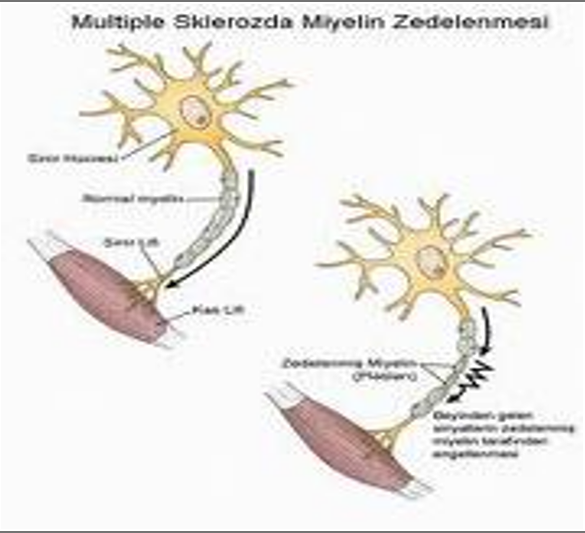 Multiple Sklerozda Miyelin Zedelenmesi
Sinir Hücresi
Normal myelin
Sinir Lifi
Kas Lifi
Zedelenmiş Miyelin
(Plakları)
Beyinden gelen
sinyallerin zedelenmiş
miyelin tarafından
engellenmesi